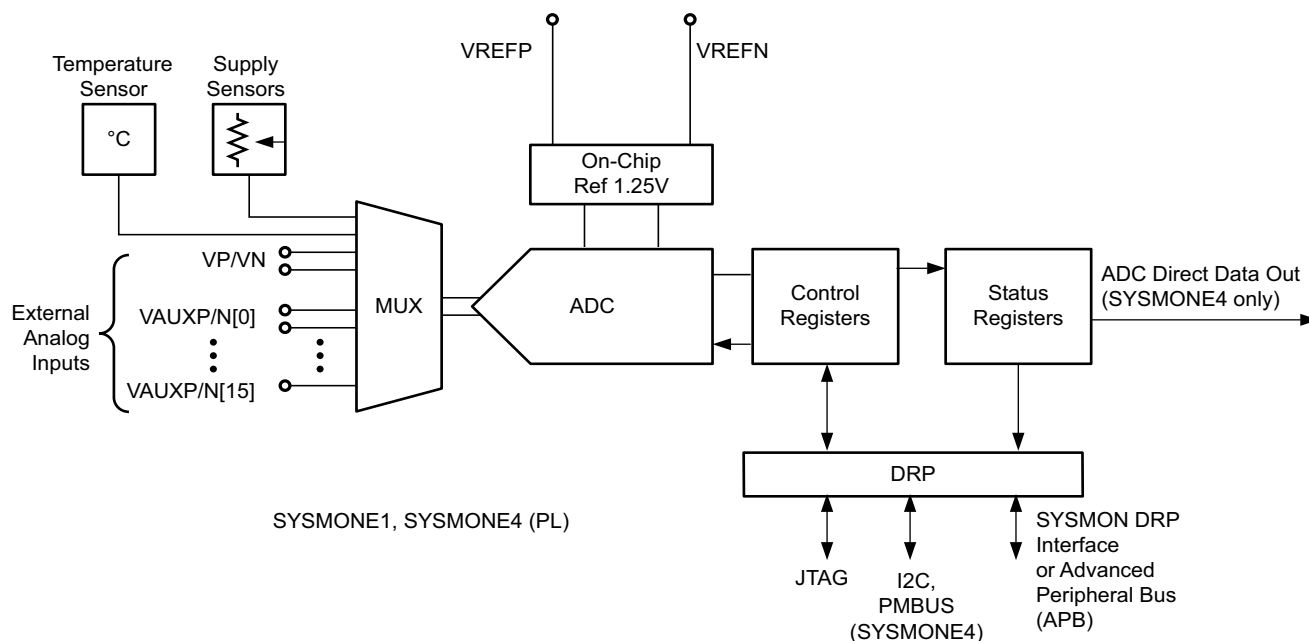 VREFP
VREFN
Temperature
Sensor
Supply
Sensors
°C
On-Chip
Ref 1.25V
External
Analog
Inputs
VP/VN
VAUXP/N[0]
VAUXP/N[15]
MUX
ADC
Control
Registers
Status
Registers
ADC Direct Data Out
(SYSMONE4 only)
DRP
SYSMONE1, SYSMONE4 (PL)
JTAG
I2C,
PMBUS
(SYSMONE4)
SYSMON DRP
Interface
or Advanced
Peripheral Bus
(APB)